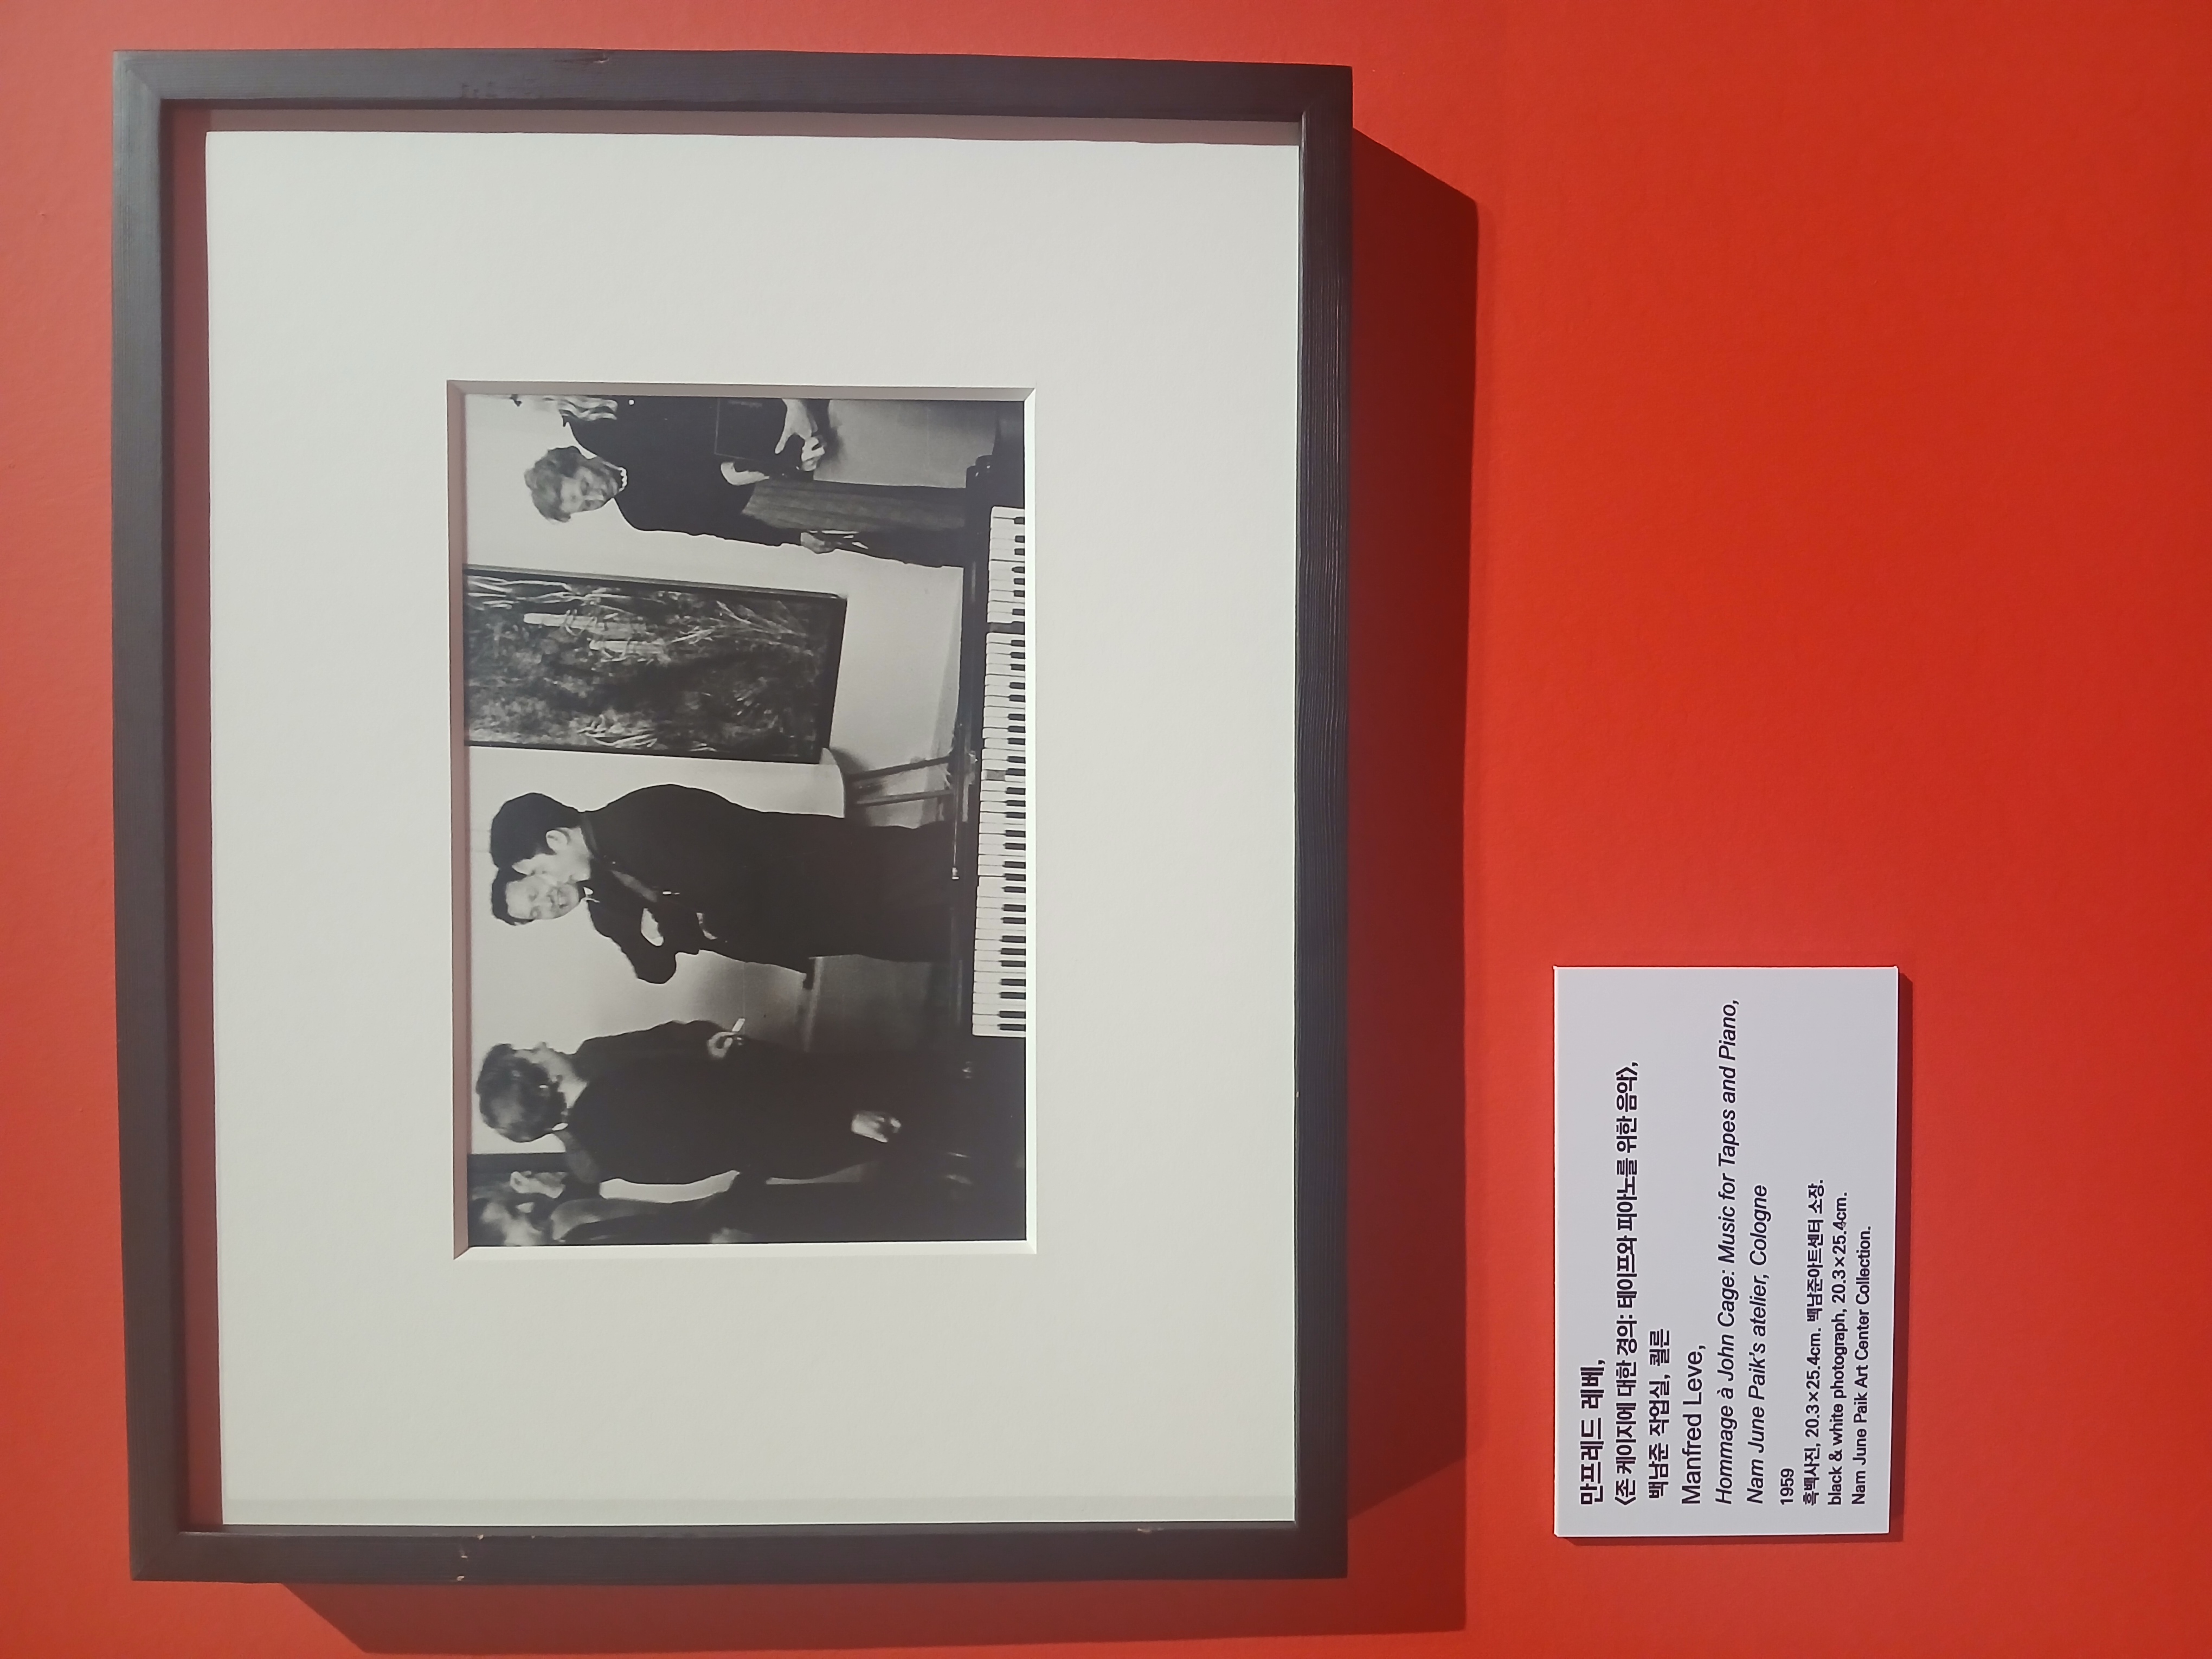 만프레드 레베,
〈존 케이지에 대한 경의: 테이프와 피아노를 위한 음악〉,
백남준 작업실, 쾰른
Manfred Leve,
Hommage à John Cage: Music for Tapes and Piano,
Nam June Paik's atelier, Cologne
1959
흑백사진, 20.3×25.4cm. 백남준아트센터 소장.
black & white photograph, 20.3×25.4cm.
Nam June Paik Art Center Collection.